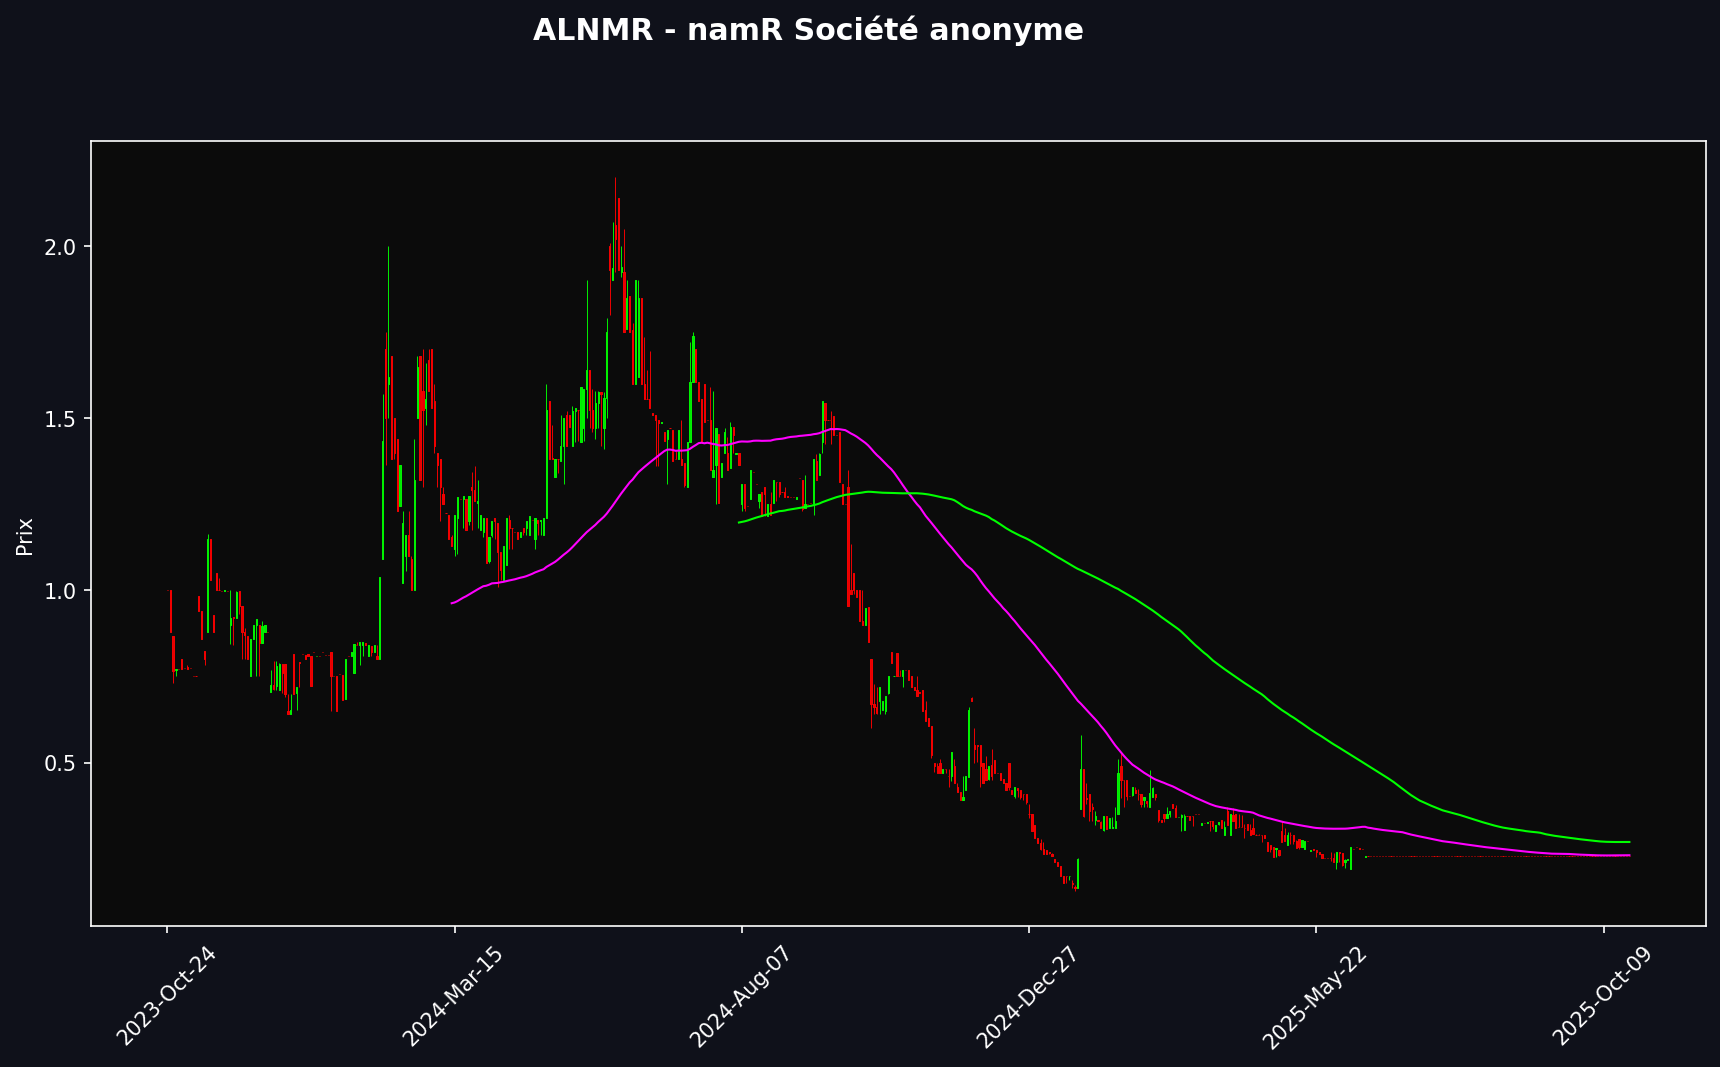 ALNMR - namR Société anonyme
Prix
2.0
1.5
1.0
0.5
2023-Oct-24
2024-Mar-15
2024-Aug-07
2024-Dec-27
2025-May-22
2025-Oct-09